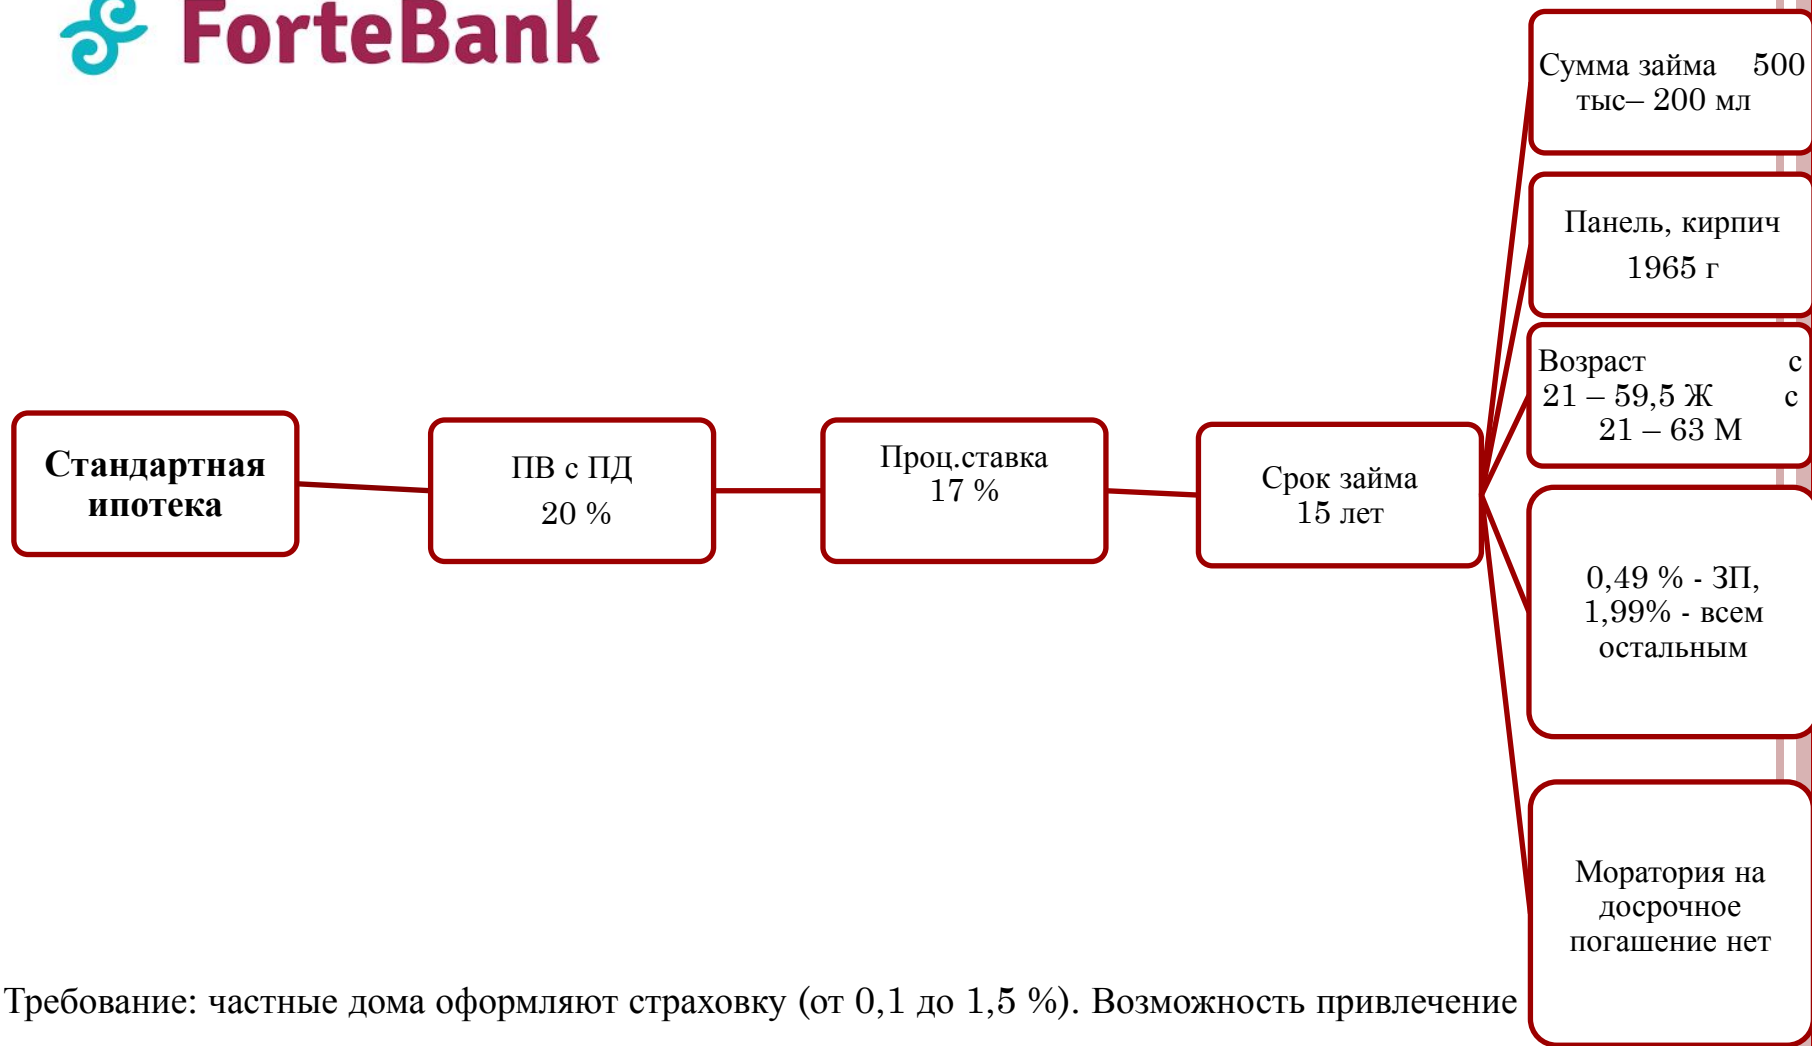 ForteBank
Стандартная
ипотека
ПВ с ПД
20 %
Проц.ставка
17 %
Срок займа
15 лет
Сумма займа 500
тыс– 200 мл
Панель, кирпич
1965 г
Возраст с
21 – 59,5 Ж с
21 – 63 М
0,49 % - ЗП,
1,99% - всем
остальным
Моратория на
досрочное
погашение нет
Требование: частные дома оформляют страховку (от 0,1 до 1,5 %). Возможность привлечение